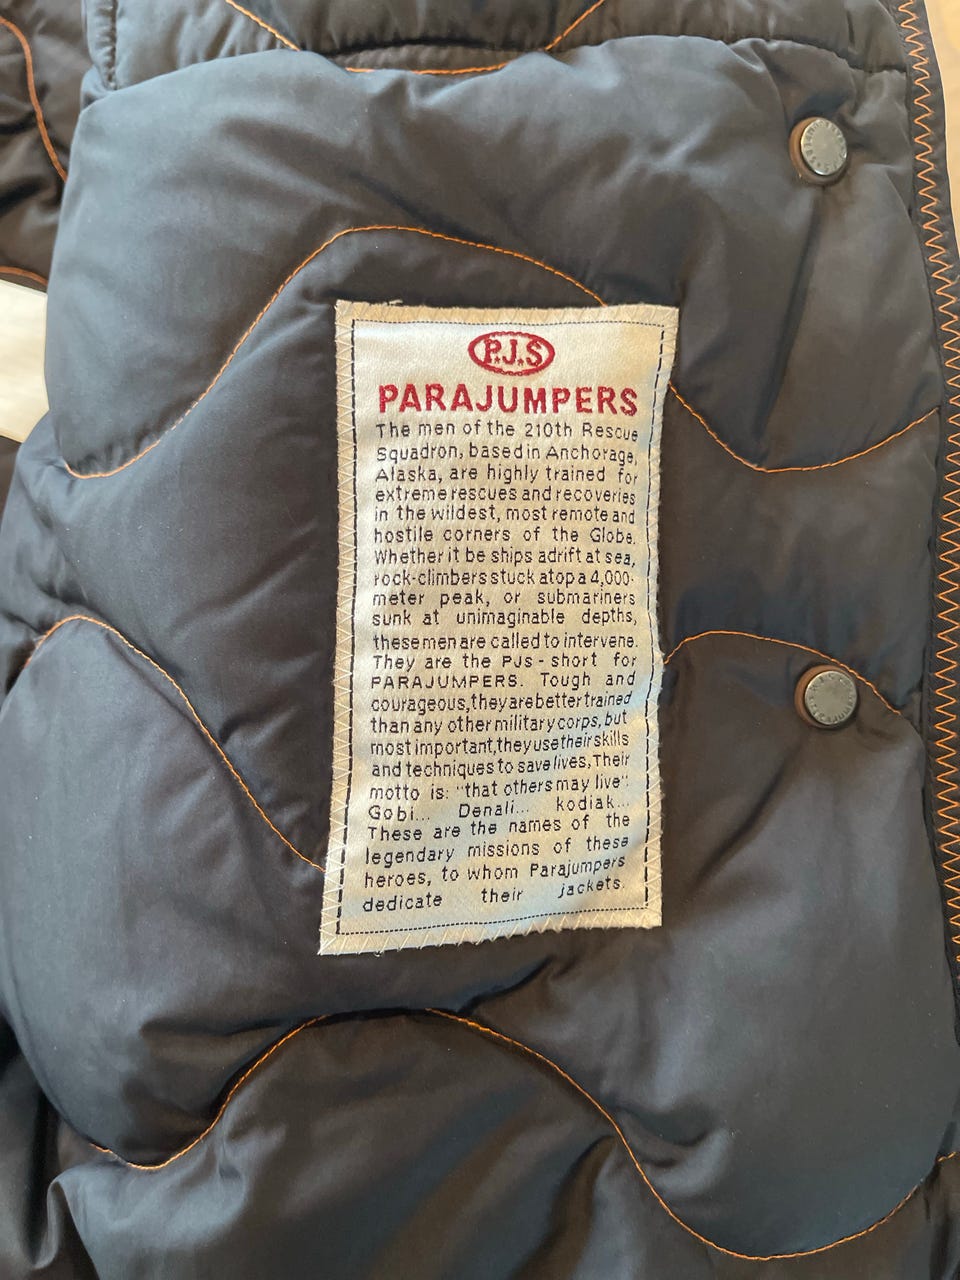 P.J.S
PARAJUMPERS
The men of the 210th Rescue
Squadron, based in Anchorage,
Alaska, are highly trained for
extreme rescues and recoveries
in the wildest, most remote and
hostile corners of the Globe.
Whether it be ships adrift at sea,
rock-climbers stuck atop a 4,000-
meter peak, or submariners
sunk at unimaginable depths,
these men are called to intervene.
They are the PJs - short for
PARAJUMPERS. Tough and
courageous, they are better trained
than any other military corps, but
most important, they use their skills
and techniques to save lives, Their
motto is: "that others may live".
Gobi... Denali... Kodiak...
These are the names of the
legendary missions of these
heroes, to whom Parajumpers
dedicate their jackets.